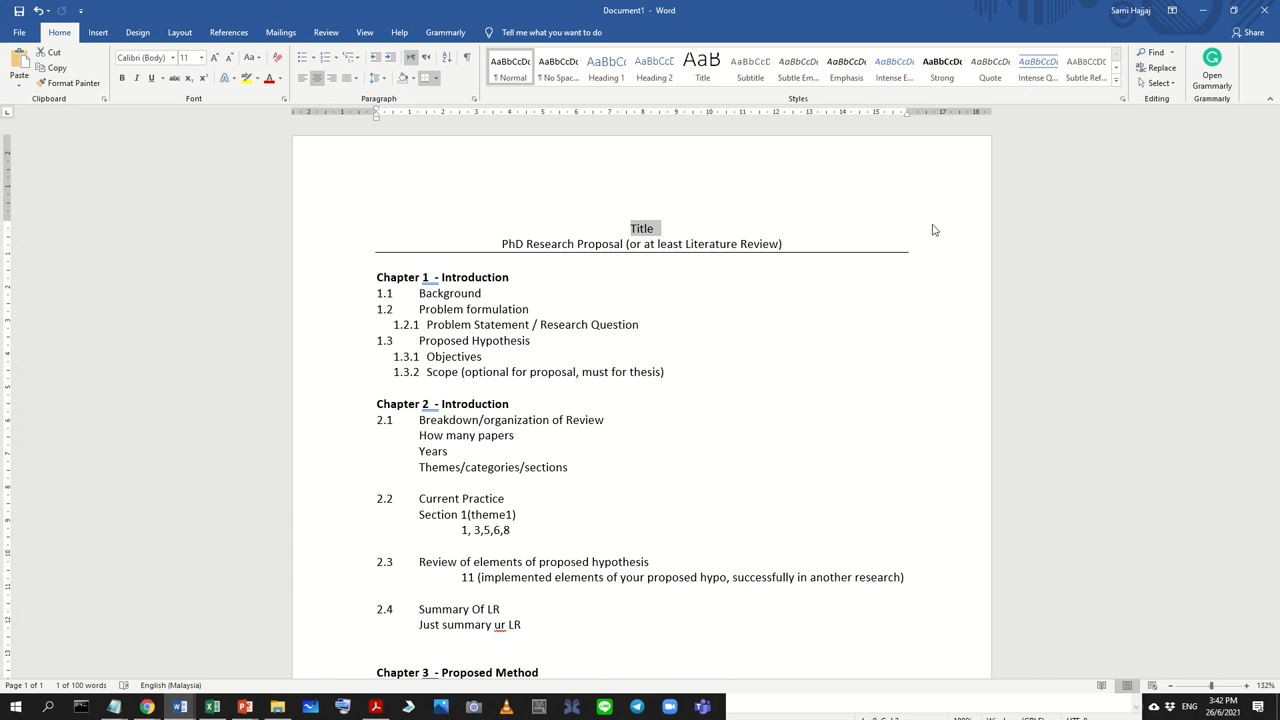 Document1 - Word
Sami Hajjaj
File Home Insert Design Layout References Mailings Review View Help Grammarly Tell me what you want to do
Share
Paste
Cut
Copy
Format Painter
Clipboard
Calibri (Body) 11
Font
Paragraph
AaBbCcDc AaBbCcDc AaBbCc AaBbCcD AaB AaBbCcD AaBbCcDc AaBbCcDc AaBbCcDc AaBbCcDc AaBbCcDc AaBbCcDc AaBbCcDc
¶ Normal ¶ No Spac... Heading 1 Heading 2 Title Subtitle Subtle Em... Emphasis Intense E... Strong Quote Intense Q... Subtle Ref...
Styles
Find
Replace
Select
Editing
Open
Grammarly
Grammarly
Title
PhD Research Proposal (or at least Literature Review)
Chapter 1 - Introduction
1.1 Background
1.2 Problem formulation
1.2.1 Problem Statement / Research Question
1.3 Proposed Hypothesis
1.3.1 Objectives
1.3.2 Scope (optional for proposal, must for thesis)
Chapter 2 - Introduction
2.1 Breakdown/organization of Review
How many papers
Years
Themes/categories/sections
2.2 Current Practice
Section 1(theme1)
1, 3,5,6,8
2.3 Review of elements of proposed hypothesis
11 (implemented elements of your proposed hypo, successfully in another research)
2.4 Summary Of LR
Just summary ur LR
Chapter 3 - Proposed Method
Page 1 of 1 1 of 100 words English (Malaysia)
132%
ENG
3:42 PM
26/6/2021